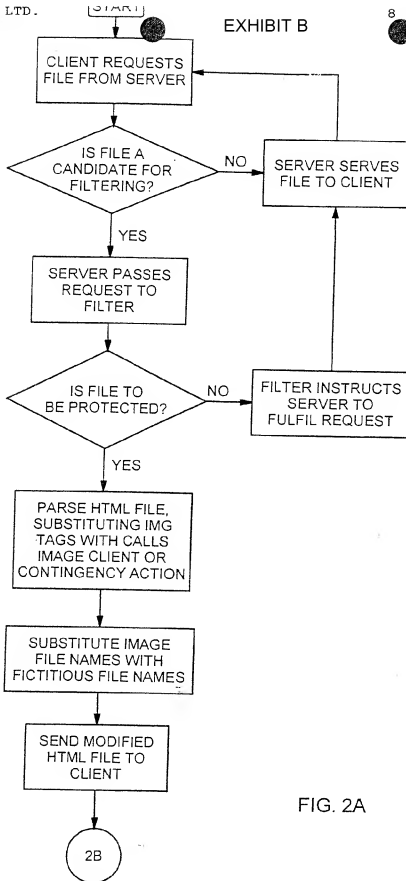 LTD.
START
EXHIBIT B
8
CLIENT REQUESTS
FILE FROM SERVER
IS FILE A
CANDIDATE FOR
FILTERING?
NO
SERVER SERVES
FILE TO CLIENT
YES
SERVER PASSES
REQUEST TO
FILTER
IS FILE TO
BE PROTECTED?
NO
FILTER INSTRUCTS
SERVER TO
FULFIL REQUEST
YES
PARSE HTML FILE,
SUBSTITUTING IMG
TAGS WITH CALLS
IMAGE CLIENT OR
CONTINGENCY ACTION
SUBSTITUTE IMAGE
FILE NAMES WITH
FICTITIOUS FILE NAMES
SEND MODIFIED
HTML FILE TO
CLIENT
FIG. 2A
2B